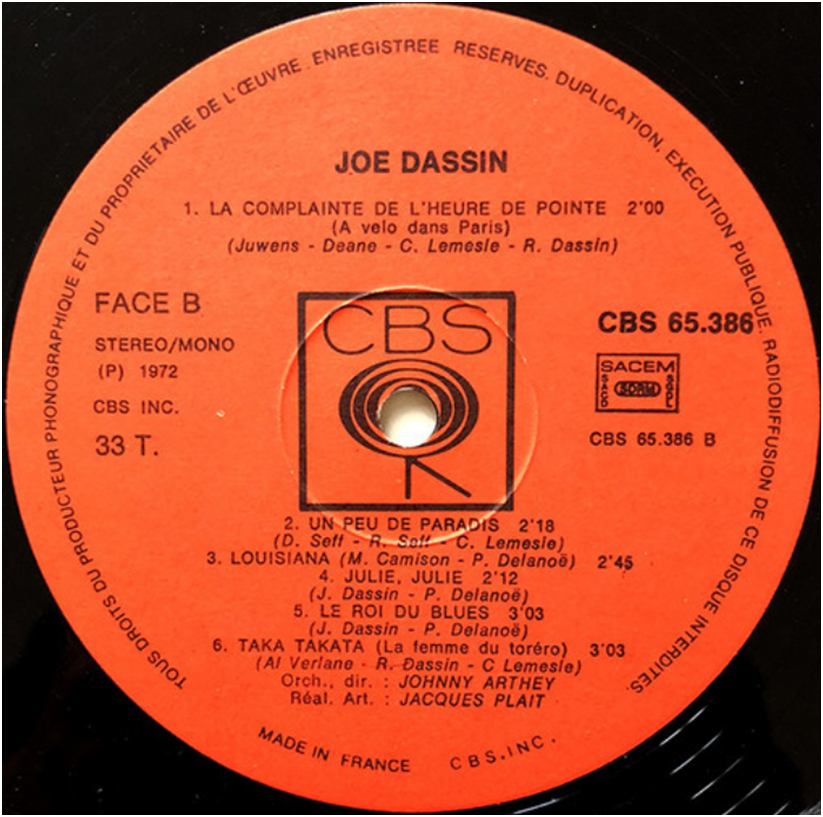 TOUS DROITS DU PRODUCTEUR PHONOGRAPHIQUE ET DU PROPRIETAIRE DE L'ŒUVRE ENREGISTREE RESERVES. DUPLICATION, EXECUTION PUBLIQUE, RADIODIFFUSION DE CE DISQUE INTERDITES.
JOE DASSIN
1. LA COMPLAINTE DE L'HEURE DE POINTE 2'00
(A velo dans Paris)
(Juwens - Deane - C. Lemesle - R. Dassin)
FACE B
STEREO/MONO
(P) 1972
CBS INC.
33 T.
CBS
CBS 65.386
SACEM
SACD SDRM SGDL
CBS 65.386 B
2. UN PEU DE PARADIS 2'18
(D. Seff - R. Seff - C. Lemesle)
3. LOUISIANA (M. Camison - P. Delanoë) 2'45
4. JULIE, JULIE 2'12
(J. Dassin - P. Delanoë)
5. LE ROI DU BLUES 3'03
(J. Dassin - P. Delanoë)
6. TAKA TAKATA (La femme du toréro) 3'03
(Al Verlane - R. Dassin - C Lemesle)
Orch., dir. : JOHNNY ARTHEY
Réal. Art. : JACQUES PLAIT
MADE IN FRANCE CBS.INC.